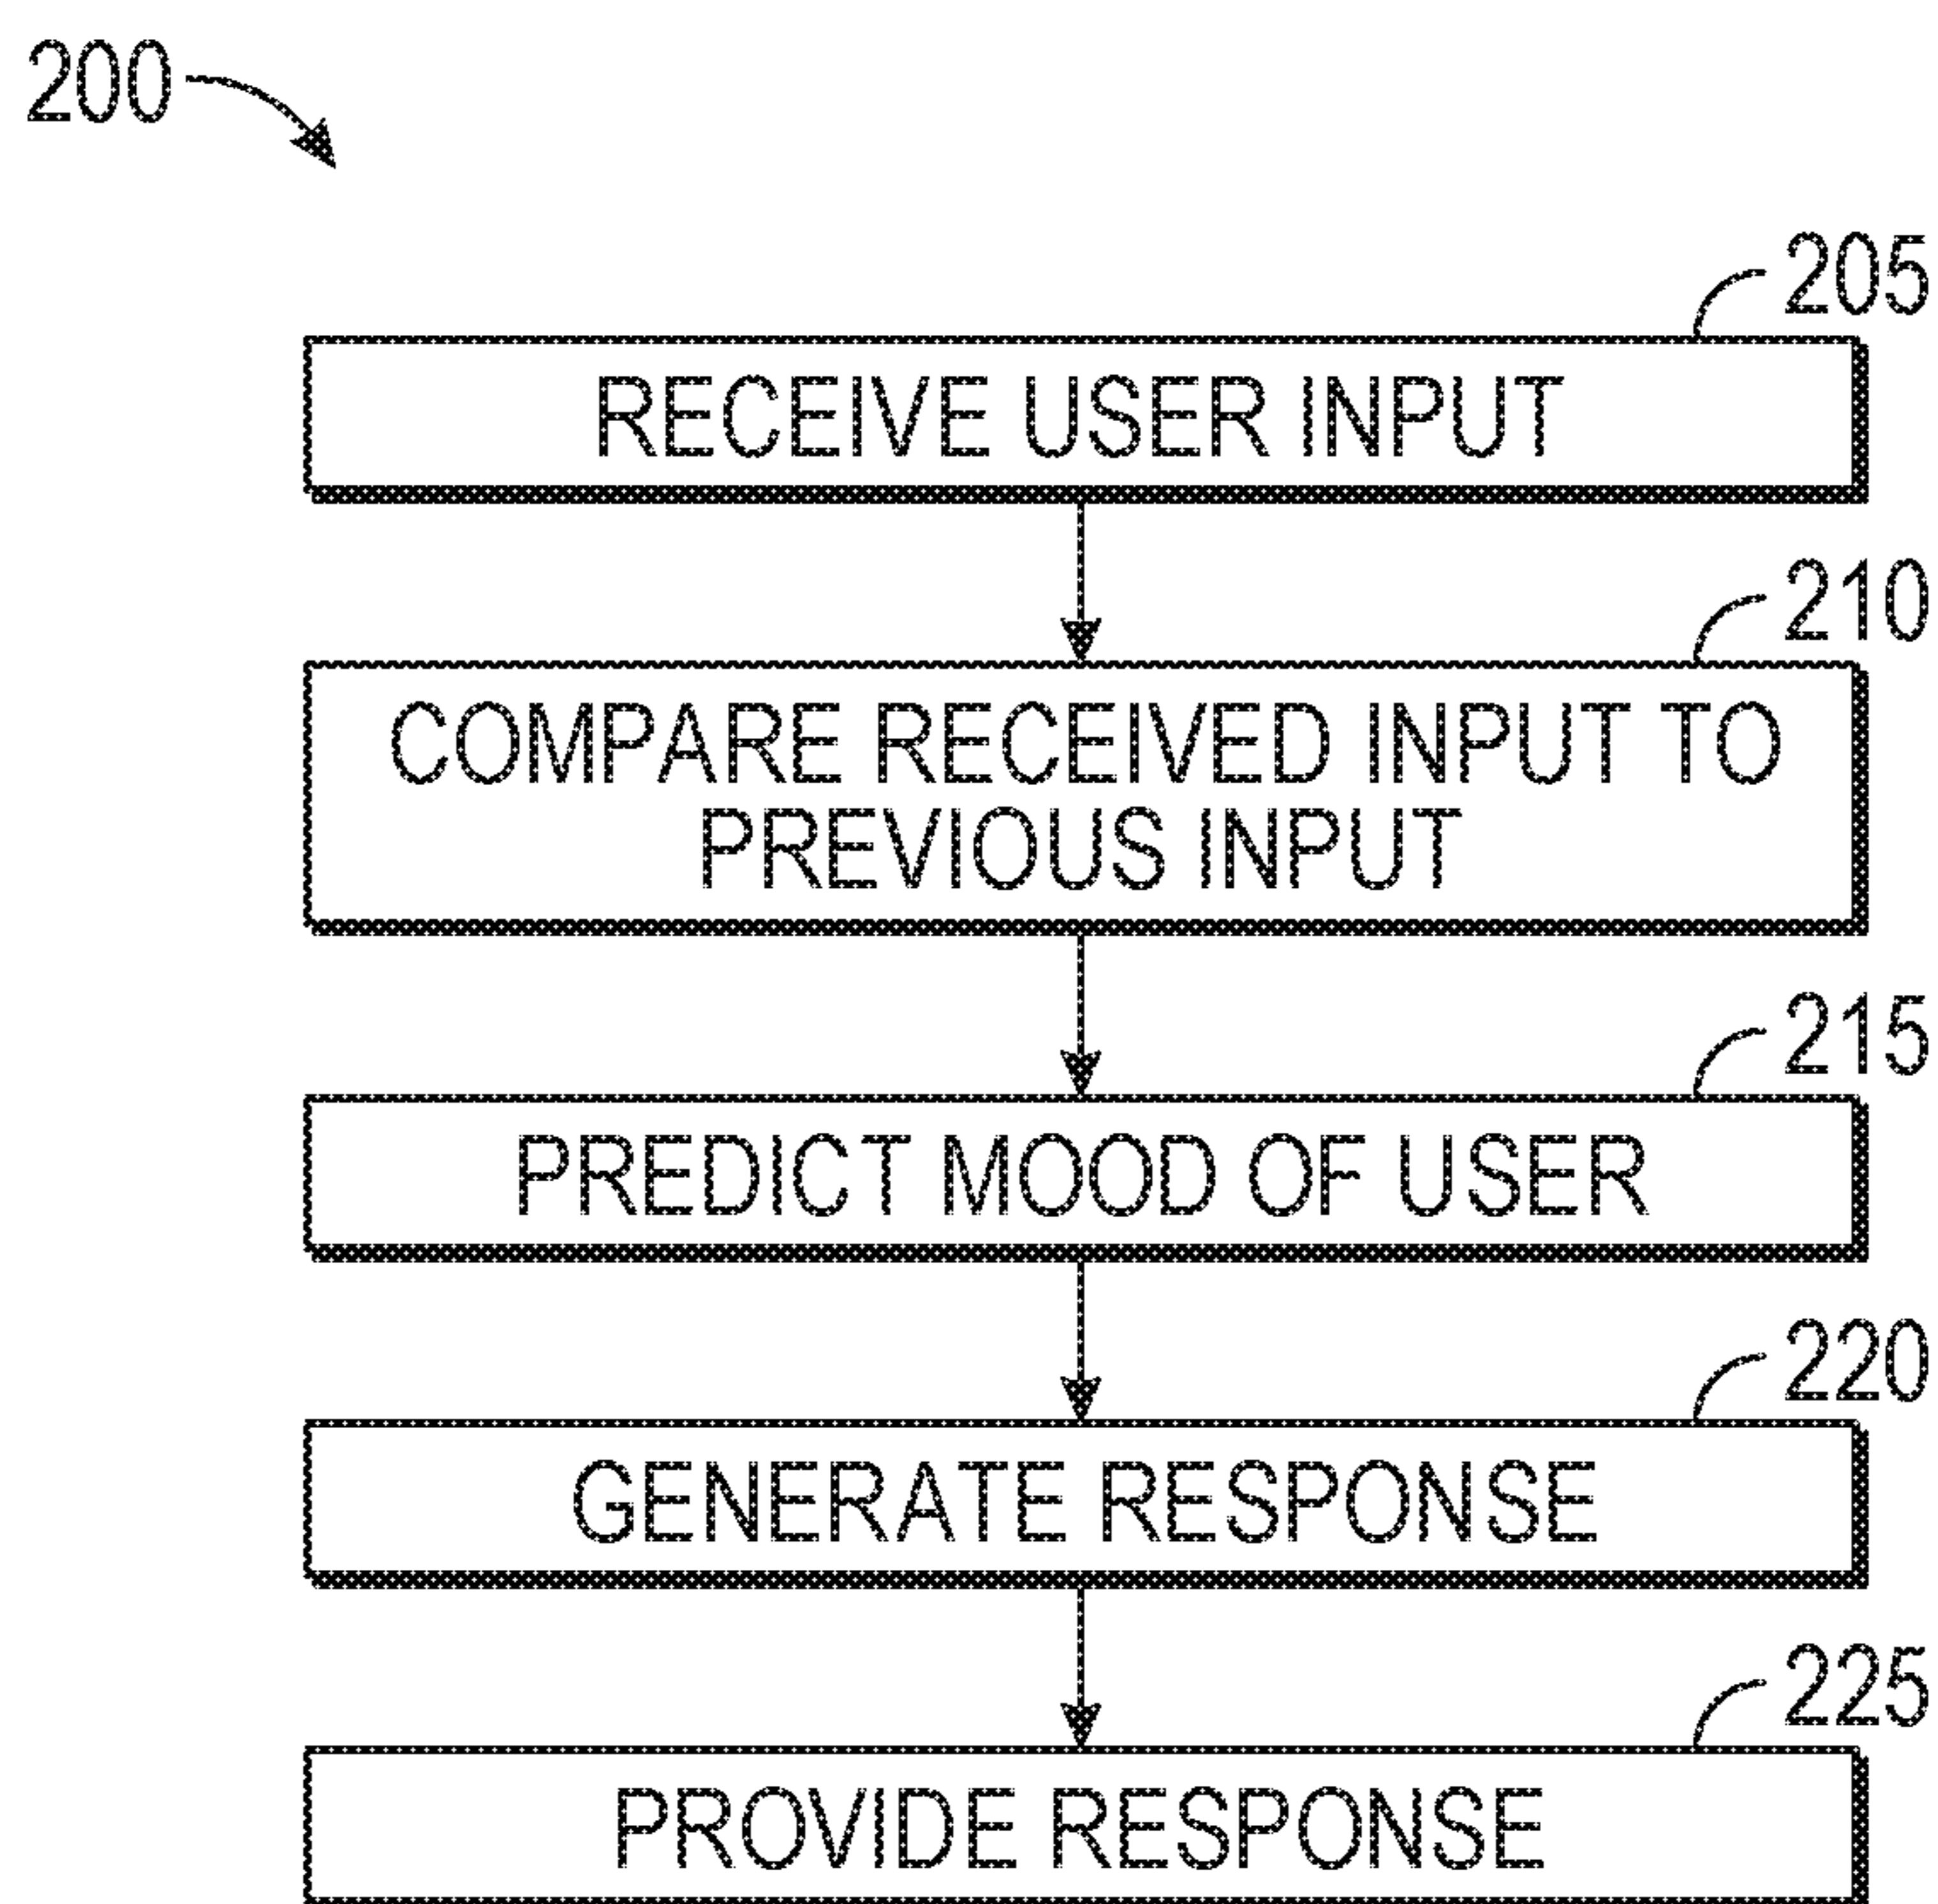 200
205
RECEIVE USER INPUT
210
COMPARE RECEIVED INPUT TO
PREVIOUS INPUT
215
PREDICT MOOD OF USER
220
GENERATE RESPONSE
225
PROVIDE RESPONSE